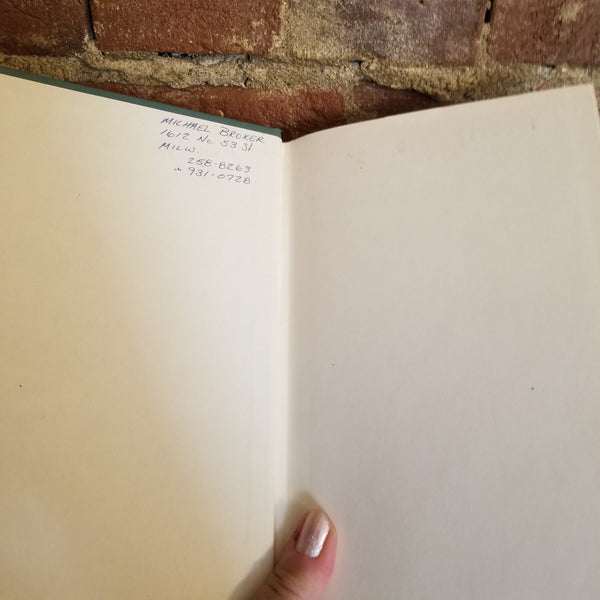 MICHAEL BROKER
1612 No. 53 St
MILW.
258-8263
931-0728